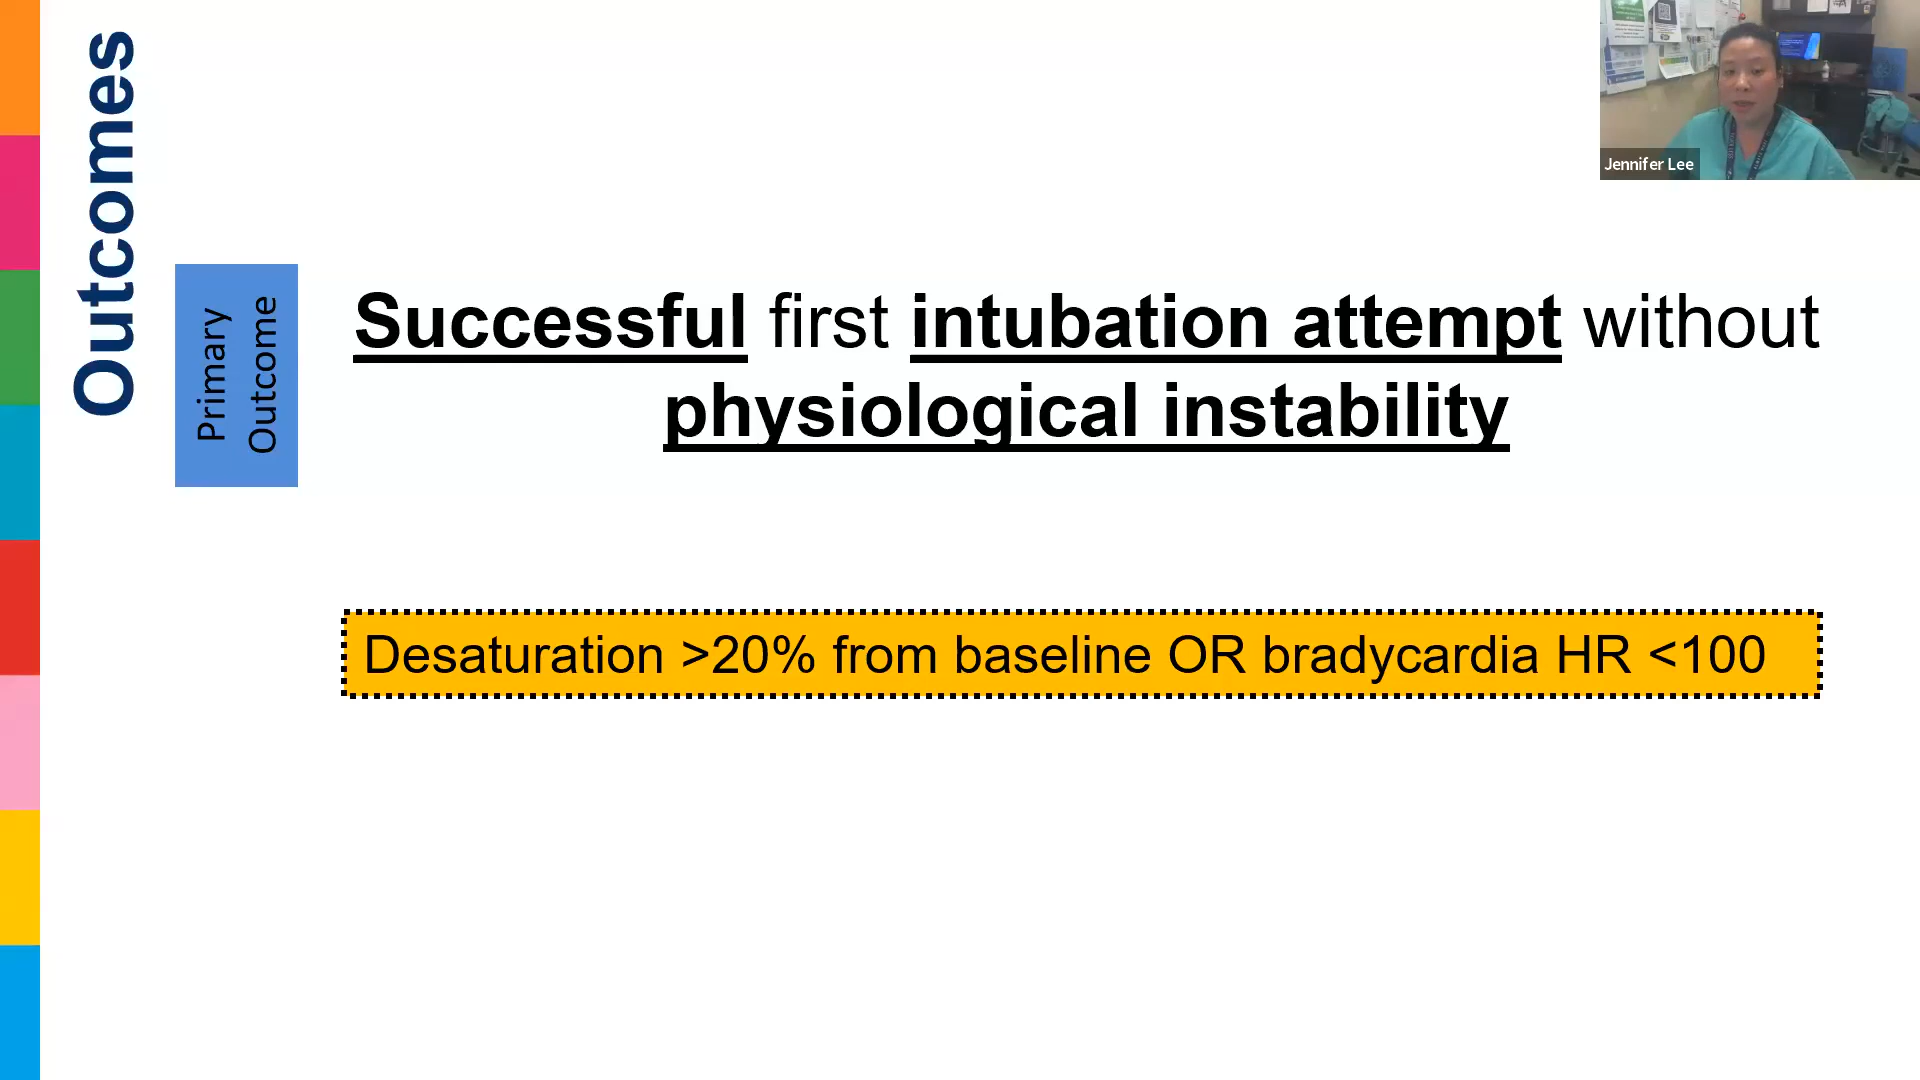 Outcomes
Primary
Outcome
Successful first intubation attempt without
physiological instability
Desaturation >20% from baseline OR bradycardia HR <100
Jennifer Lee